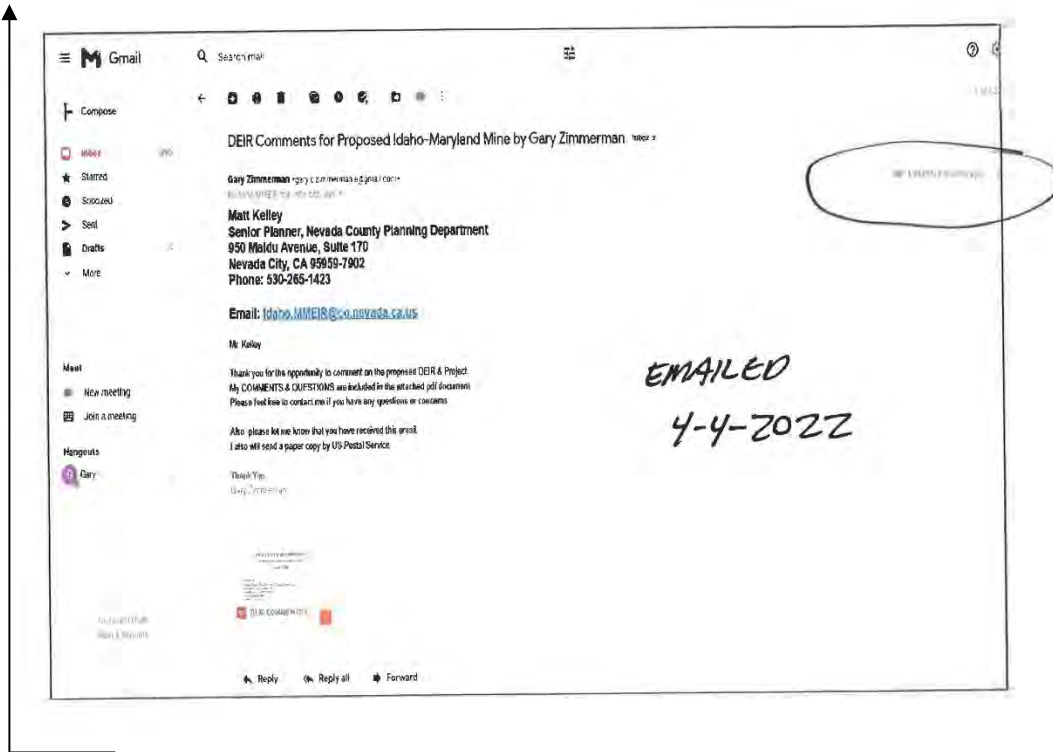 Gmail
Search mail
Compose
DEIR Comments for Proposed Idaho-Maryland Mine by Gary Zimmerman
Inbox
Starred
Gary Zimmerman
Snoozed
Sent
Matt Kelley
Senior Planner, Nevada County Planning Department
Drafts
950 Maidu Avenue, Suite 170
More
Nevada City, CA 95959-7902
Phone: 530-265-1423
Email: Idaho.MMEIR@co.nevada.ca.us
Mr. Kelley
Meet
Thank you for the opportunity to comment on the proposed DEIR & Project.
New meeting
My COMMENTS & QUESTIONS are included in the attached pdf document
Please feel free to contact me if you have any questions or concerns
Join a meeting
Also please let me know that you have received this email.
I also will send a paper copy by US Postal Service
Hangouts
Gary
Thank You
Gary Zimmerman
EMAILED
4-4-2022
DEIR COMMENTS
Reply
Reply all
Forward